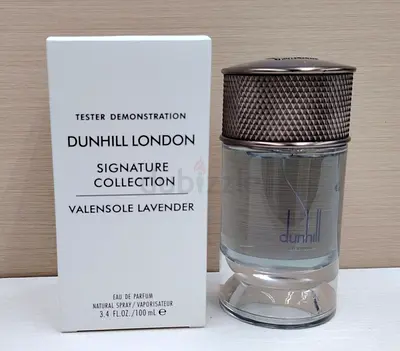 TESTER DEMONSTRATION
DUNHILL LONDON
SIGNATURE
COLLECTION
VALENSOLE LAVENDER
EAU DE PARFUM
NATURAL SPRAY / VAPORISATEUR
3.4 FL.OZ./100 mL ℮
dubizzle
dunhill